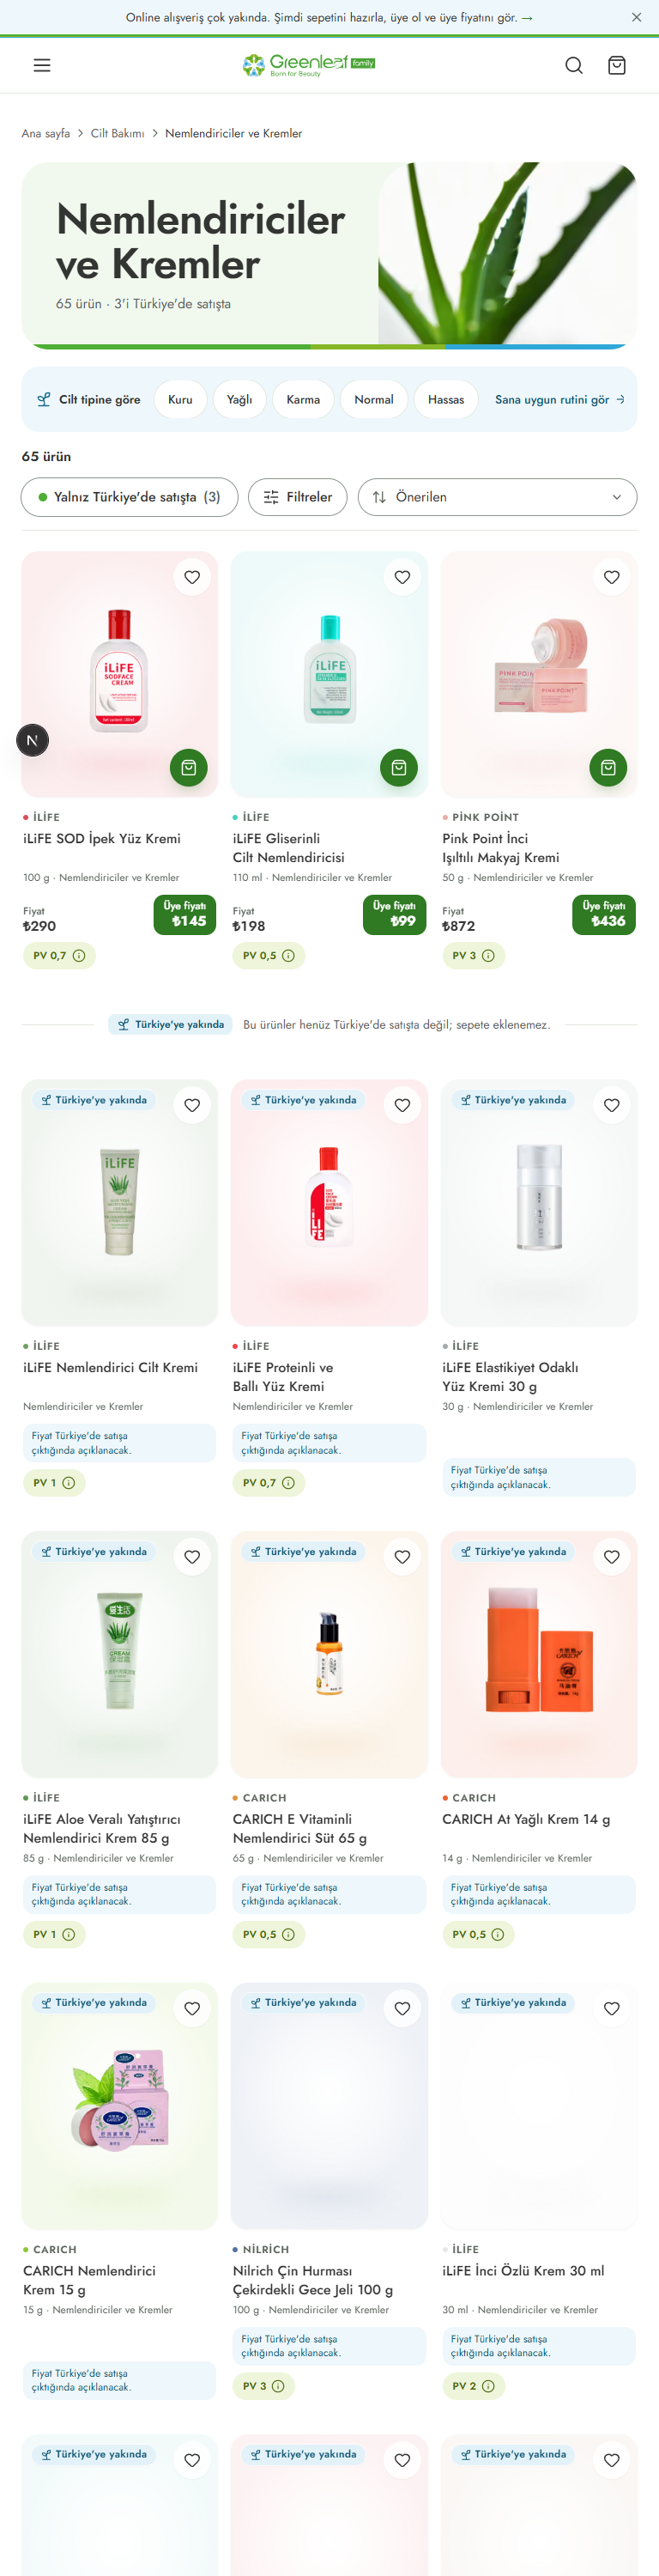 Online alışveriş çok yakında. Şimdi sepetini hazırla, üye ol ve üye fiyatını gör. →
Greenleaf family
Born for Beauty
Ana sayfa > Cilt Bakımı > Nemlendiriciler ve Kremler
Nemlendiriciler
ve Kremler
65 ürün · 3'i Türkiye'de satışta
Cilt tipine göre
Kuru
Yağlı
Karma
Normal
Hassas
Sana uygun rutini gör →
65 ürün
Yalnız Türkiye'de satışta (3)
Filtreler
Önerilen
iLiFE
SODFACE
CREAM
iLiFE
PINK POINT
PINK POINT
N
İLİFE
iLiFE SOD İpek Yüz Kremi
100 g · Nemlendiriciler ve Kremler
Fiyat
₺290
Üye fiyatı
₺145
PV 0,7
İLİFE
iLiFE Gliserinli
Cilt Nemlendiricisi
110 ml · Nemlendiriciler ve Kremler
Fiyat
₺198
Üye fiyatı
₺99
PV 0,5
PİNK POİNT
Pink Point İnci
Işıltılı Makyaj Kremi
50 g · Nemlendiriciler ve Kremler
Fiyat
₺872
Üye fiyatı
₺436
PV 3
Türkiye'ye yakında
Bu ürünler henüz Türkiye'de satışta değil; sepete eklenemez.
Türkiye'ye yakında
iLiFE
İLİFE
iLiFE Nemlendirici Cilt Kremi
Nemlendiriciler ve Kremler
Fiyat Türkiye'de satışa
çıktığında açıklanacak.
PV 1
Türkiye'ye yakında
iLiFE
İLİFE
iLiFE Proteinli ve
Ballı Yüz Kremi
Nemlendiriciler ve Kremler
Fiyat Türkiye'de satışa
çıktığında açıklanacak.
PV 0,7
Türkiye'ye yakında
İLİFE
iLiFE Elastikiyet Odaklı
Yüz Kremi 30 g
30 g · Nemlendiriciler ve Kremler
Fiyat Türkiye'de satışa
çıktığında açıklanacak.
Türkiye'ye yakında
爱生活
CREAM
İLİFE
iLiFE Aloe Veralı Yatıştırıcı
Nemlendirici Krem 85 g
85 g · Nemlendiriciler ve Kremler
Fiyat Türkiye'de satışa
çıktığında açıklanacak.
PV 1
Türkiye'ye yakında
CARICH
CARICH E Vitaminli
Nemlendirici Süt 65 g
65 g · Nemlendiriciler ve Kremler
Fiyat Türkiye'de satışa
çıktığında açıklanacak.
PV 0,5
Türkiye'ye yakında
CARICH
CARICH
CARICH At Yağlı Krem 14 g
14 g · Nemlendiriciler ve Kremler
Fiyat Türkiye'de satışa
çıktığında açıklanacak.
PV 0,5
Türkiye'ye yakında
CARICH
CARICH Nemlendirici
Krem 15 g
15 g · Nemlendiriciler ve Kremler
Fiyat Türkiye'de satışa
çıktığında açıklanacak.
Türkiye'ye yakında
NİLRİCH
Nilrich Çin Hurması
Çekirdekli Gece Jeli 100 g
100 g · Nemlendiriciler ve Kremler
Fiyat Türkiye'de satışa
çıktığında açıklanacak.
PV 3
Türkiye'ye yakında
İLİFE
iLiFE İnci Özlü Krem 30 ml
30 ml · Nemlendiriciler ve Kremler
Fiyat Türkiye'de satışa
çıktığında açıklanacak.
PV 2
Türkiye'ye yakında
Türkiye'ye yakında
Türkiye'ye yakında